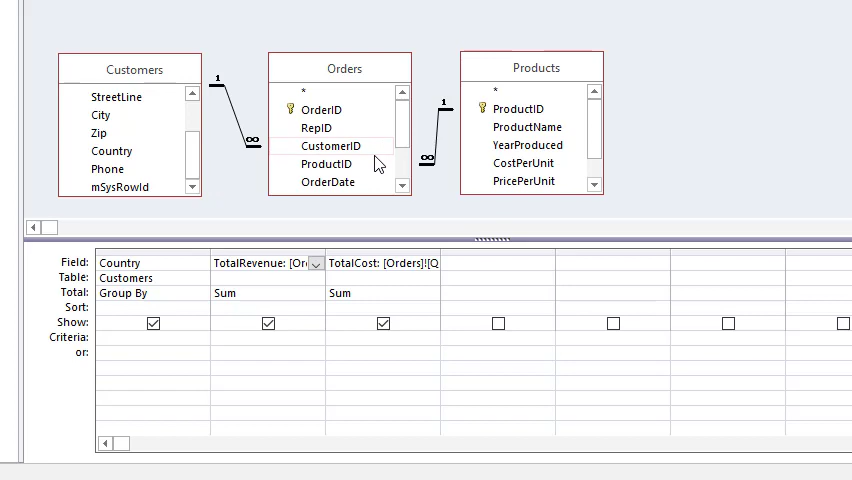 Customers
StreetLine
City
Zip
Country
Phone
mSysRowId
1
∞
Orders
*
OrderID
RepID
CustomerID
ProductID
OrderDate
1
∞
Products
*
ProductID
ProductName
YearProduced
CostPerUnit
PricePerUnit
Field: Country TotalRevenue: [Or TotalCost: [Orders]![Q
Table: Customers
Total: Group By Sum Sum
Sort:
Show:
Criteria:
or: